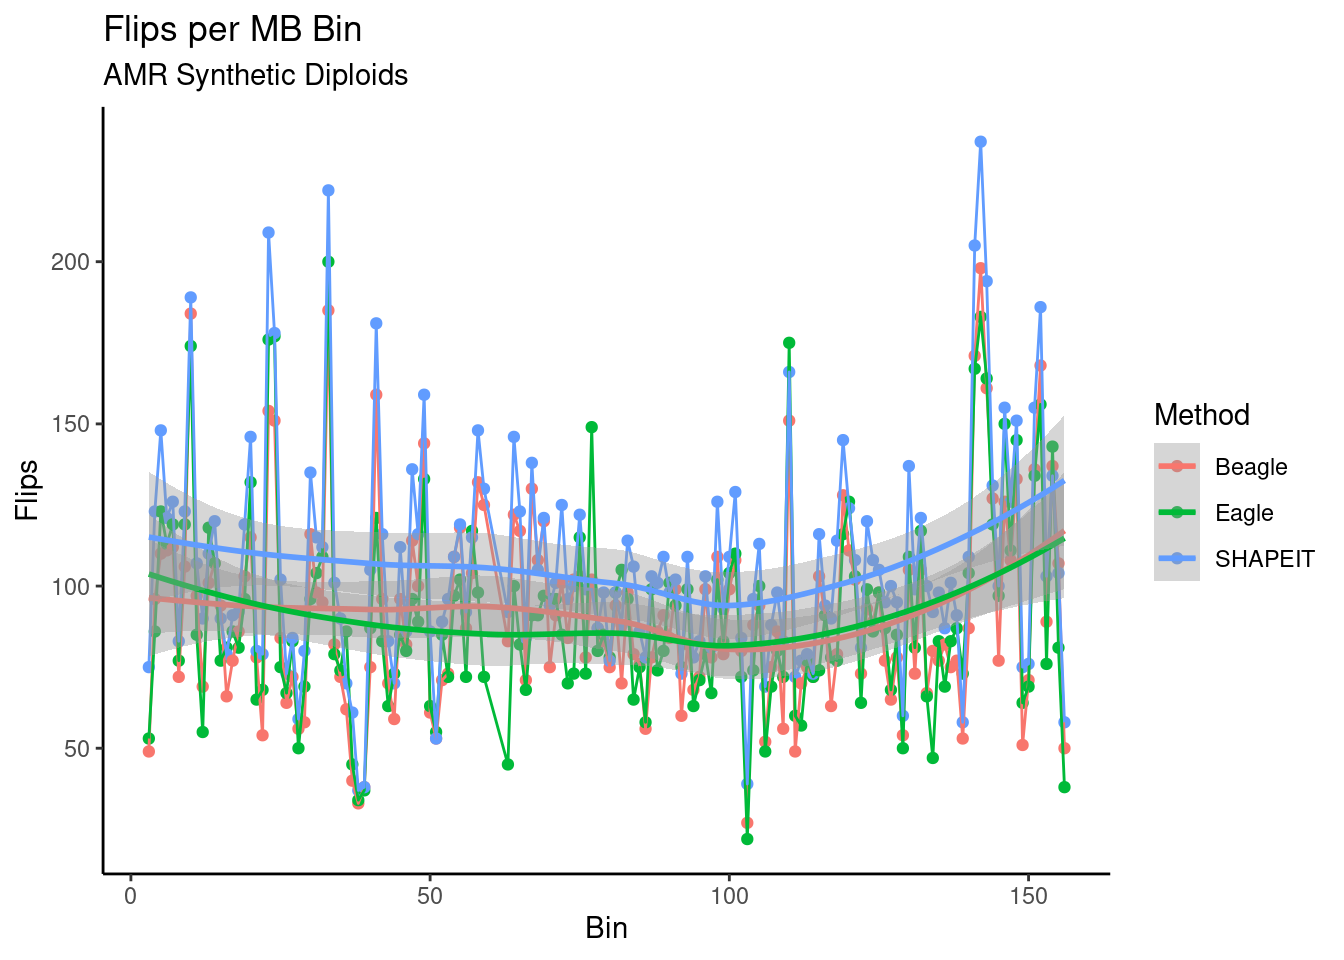 Flips per MB Bin
AMR Synthetic Diploids
Flips
200
150
100
50
0
50
100
150
Bin
Method
Beagle
Eagle
SHAPEIT